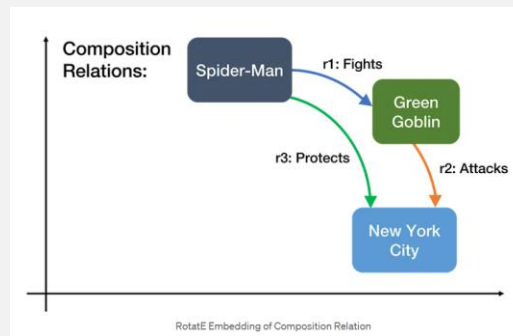 Composition
Relations:
Spider-Man
r1: Fights
Green
Goblin
r3: Protects
r2: Attacks
New York
City
RotatE Embedding of Composition Relation